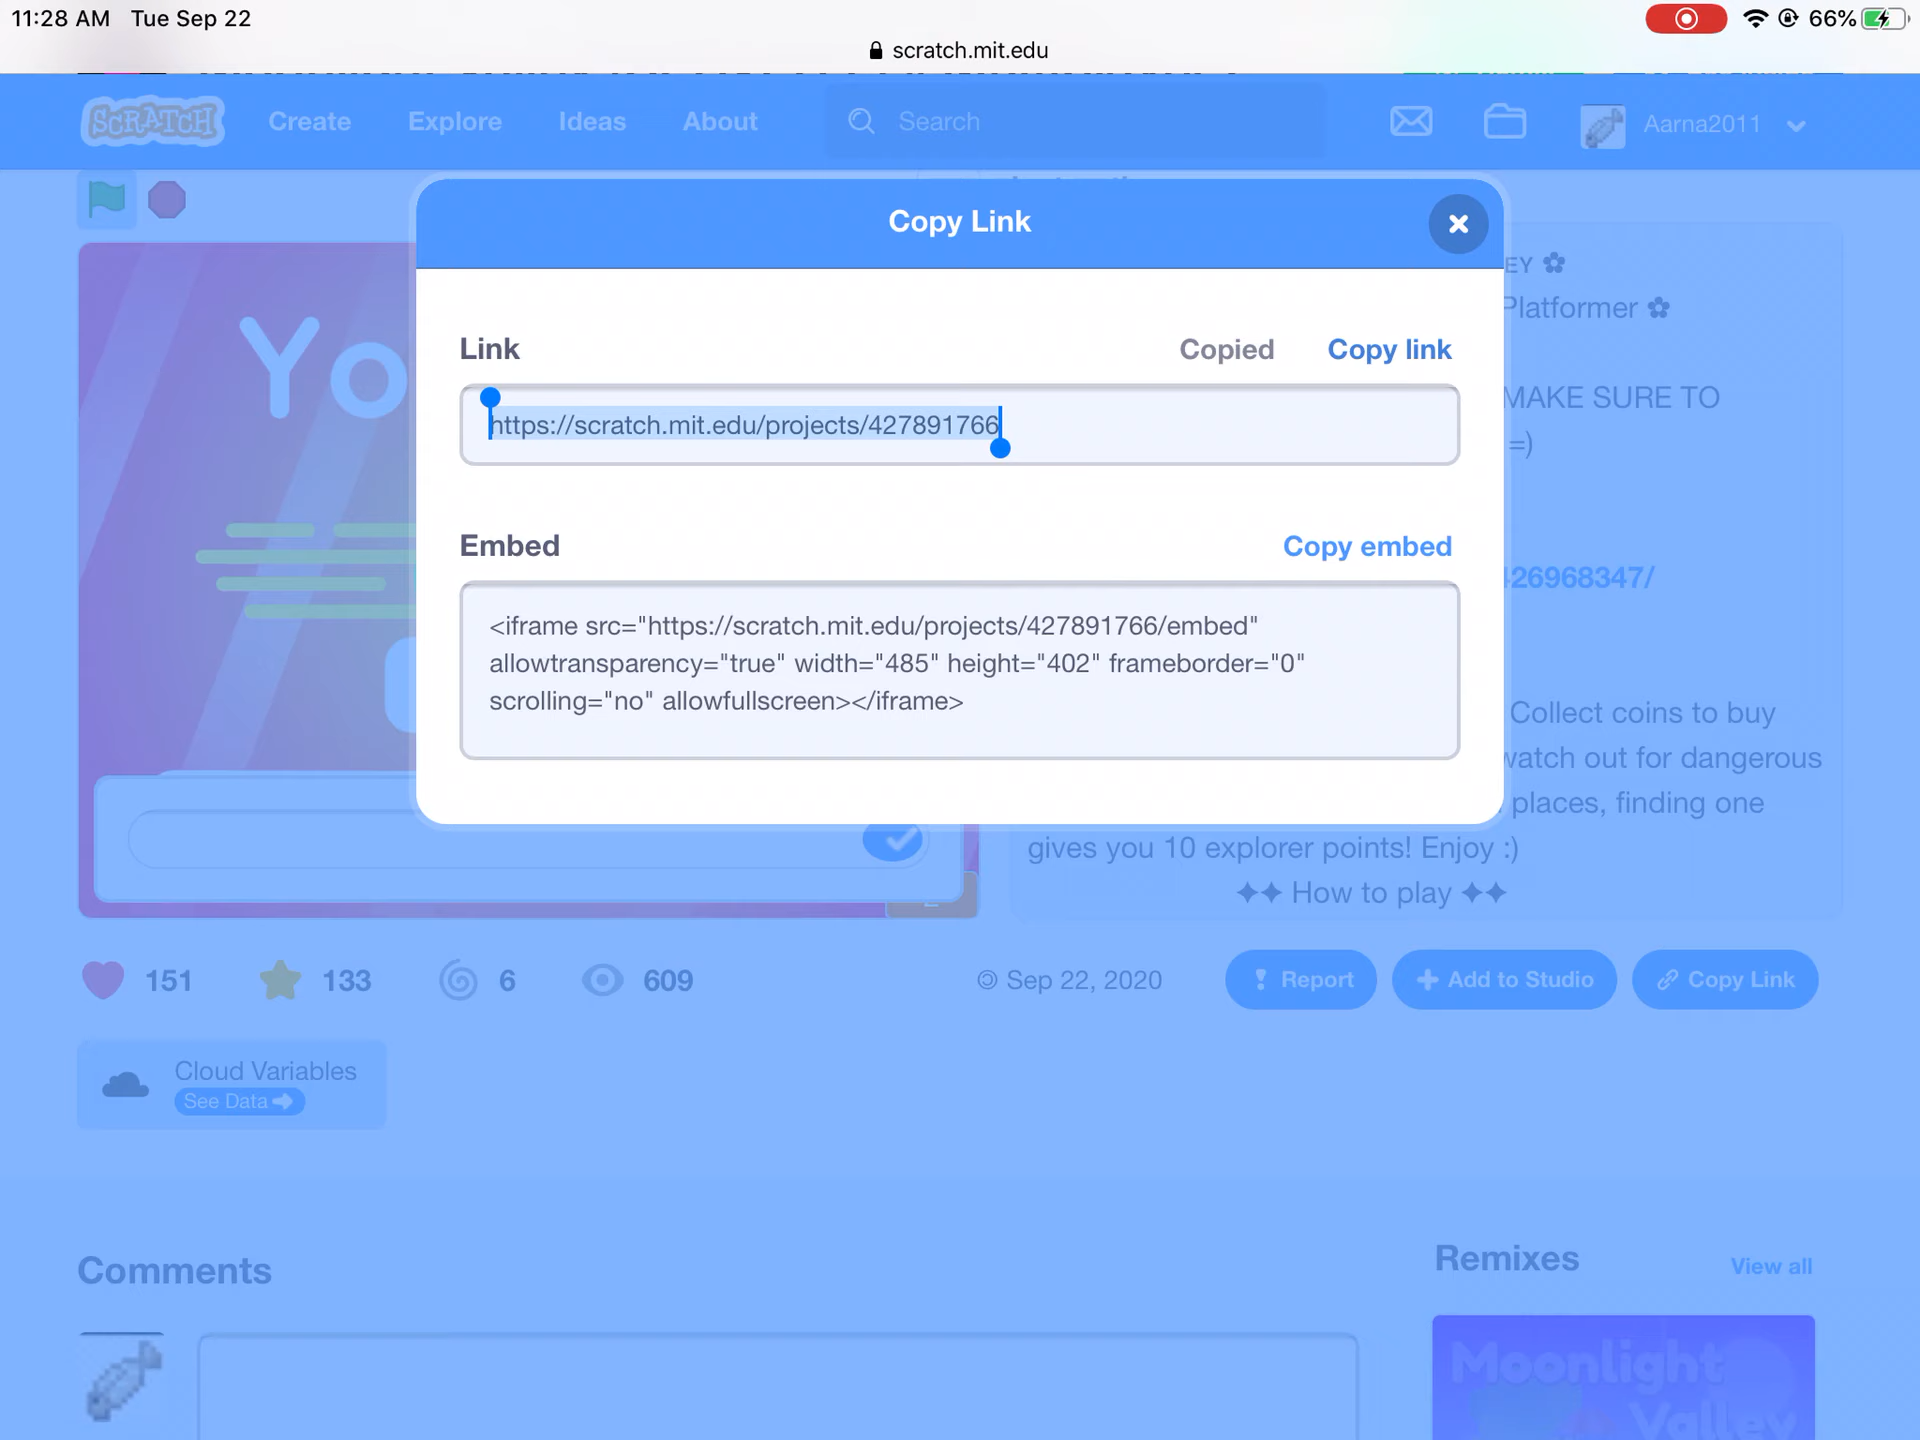 11:28 AM Tue Sep 22
66%
scratch.mit.edu
SCRATCH
Create
Explore
Ideas
About
Search
Aarna2011
Copy Link
EY ✿
Platformer ✿
Link
Copied
Copy link
MAKE SURE TO
https://scratch.mit.edu/projects/427891766
=)
Yo
Embed
Copy embed
426968347/
<iframe src="https://scratch.mit.edu/projects/427891766/embed"
allowtransparency="true" width="485" height="402" frameborder="0"
scrolling="no" allowfullscreen></iframe>
Collect coins to buy
watch out for dangerous
places, finding one
gives you 10 explorer points! Enjoy :)
✦✦ How to play ✦✦
151
133
6
609
Sep 22, 2020
Report
Add to Studio
Copy Link
Cloud Variables
See Data
Comments
Remixes
View all
Moonlight
Valley